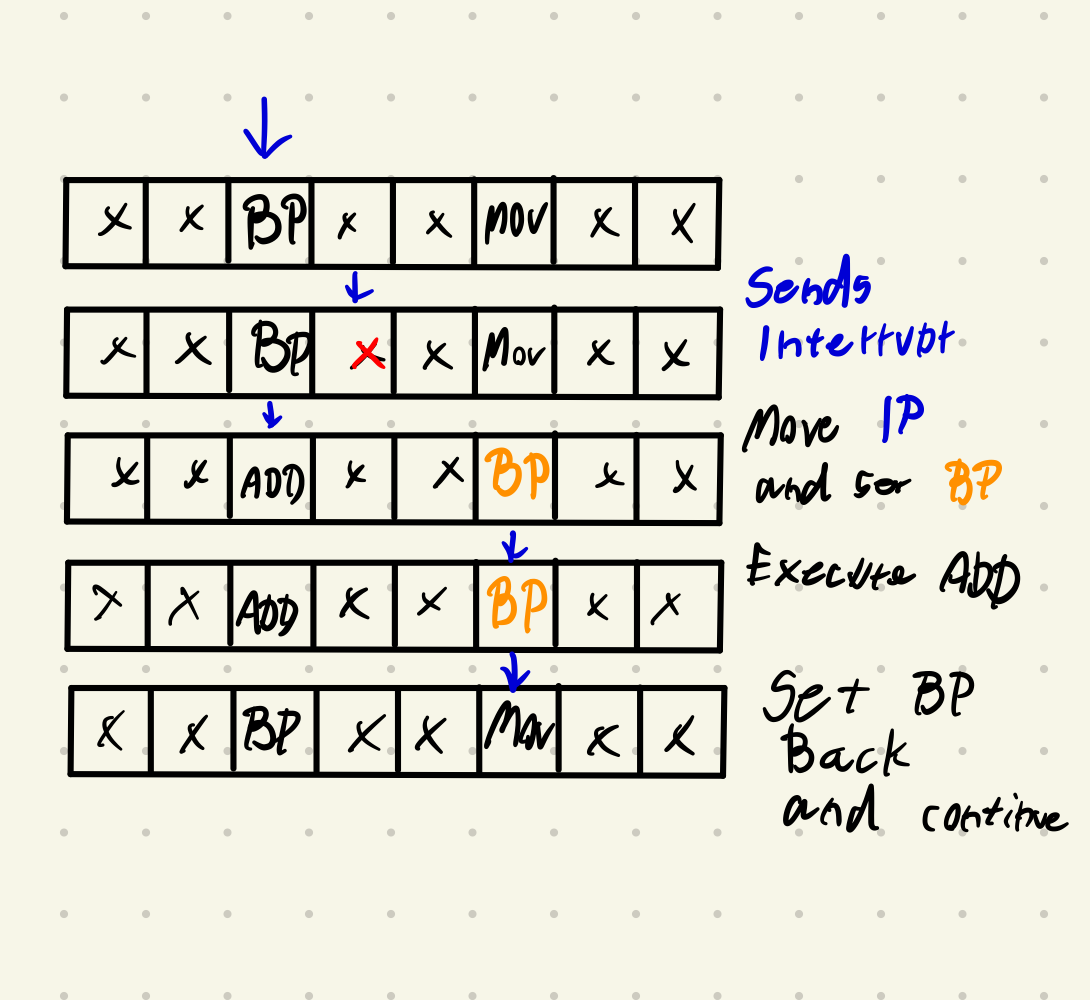 x x BP x x MOV x x
x x BP x x Mov x x
Sends
Interrupt
x x ADD x x BP x x
Move IP
and set BP
x x ADD x x BP x x
Execute ADD
x x BP x x Mov x x
Set BP
Back
and continue